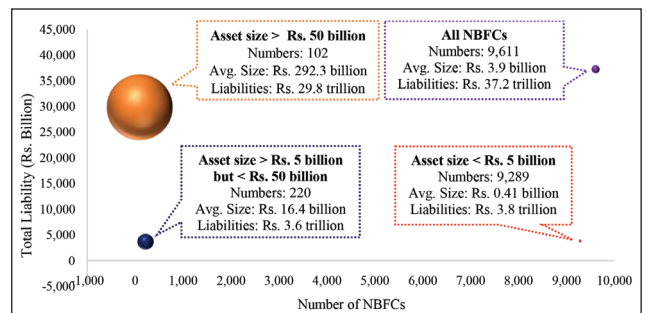 45,000
40,000
35,000
30,000
25,000
20,000
15,000
10,000
5,000
0
-5,000
Total Liability (Rs. Billion)
Asset size > Rs. 50 billion
Numbers: 102
Avg. Size: Rs. 292.3 billion
Liabilities: Rs. 29.8 trillion
All NBFCs
Numbers: 9,611
Avg. Size: Rs. 3.9 billion
Liabilities: Rs. 37.2 trillion
Asset size > Rs. 5 billion
but < Rs. 50 billion
Numbers: 220
Avg. Size: Rs. 16.4 billion
Liabilities: Rs. 3.6 trillion
Asset size < Rs. 5 billion
Numbers: 9,289
Avg. Size: Rs. 0.41 billion
Liabilities: Rs. 3.8 trillion
-1,000 0 1,000 2,000 3,000 4,000 5,000 6,000 7,000 8,000 9,000 10,000
Number of NBFCs